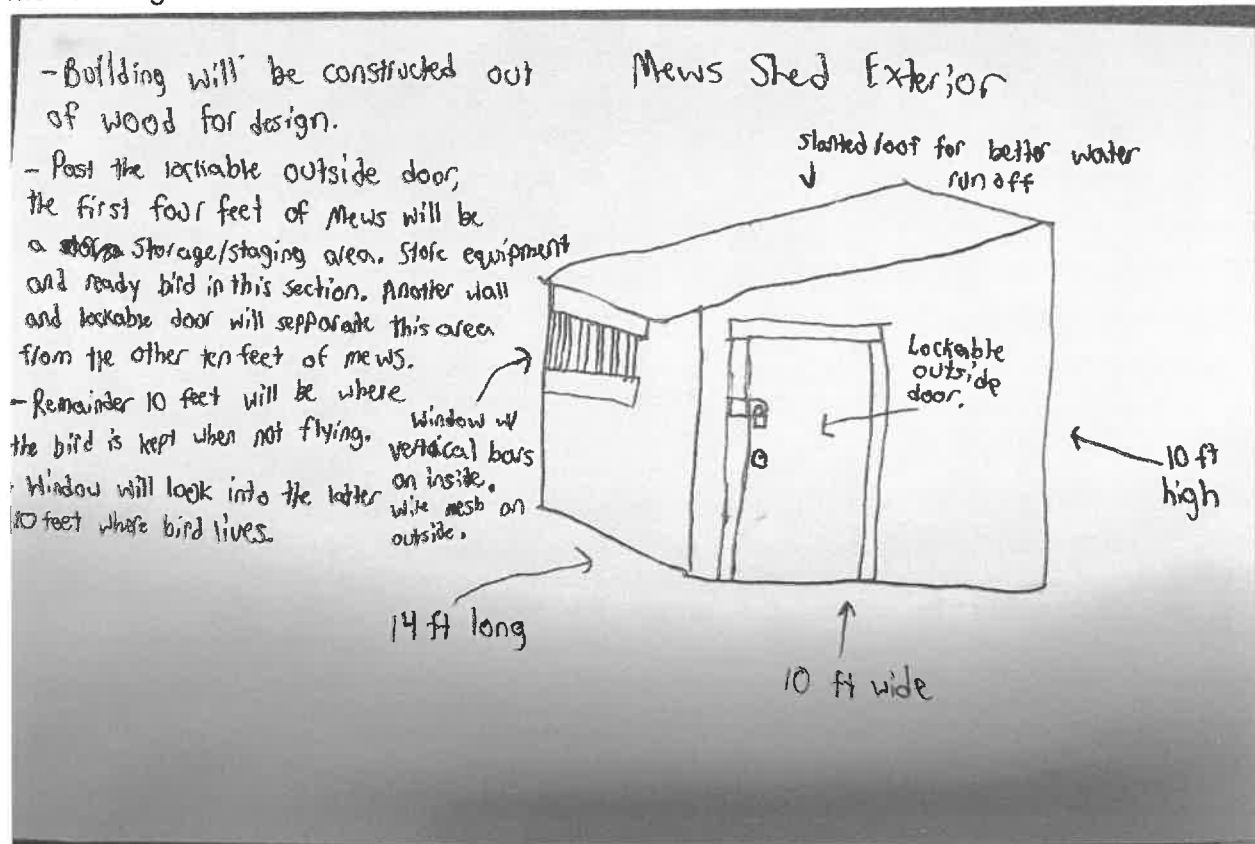 Mews Shed Exterior
- Building will be constructed out
of wood for design.
- Past the lockable outside door,
the first four feet of Mews will be
a storage/staging area. Store equipment
and ready bird in this section. Another wall
and lockable door will sepparate this area
from the other ten feet of mews.
- Remainder 10 feet will be where
the bird is kept when not flying.
- Window will look into the latter
10 feet where bird lives.
slanted roof for better water
run off
Window w/
vertical bars
on inside.
wire mesh on
outside.
Lockable
outside
door.
10 ft
high
14 ft long
10 ft wide